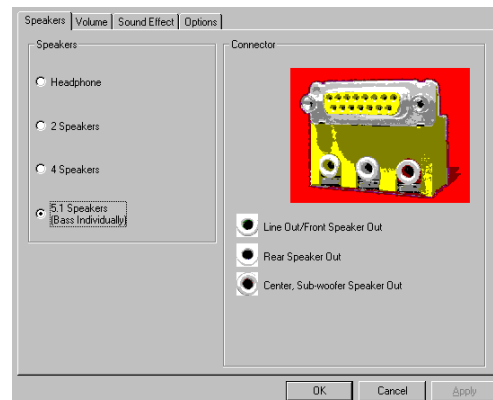 Speakers Volume Sound Effect Options
Speakers
Headphone
2 Speakers
4 Speakers
5.1 Speakers
(Bass Individually)
Connector
Line Out/Front Speaker Out
Rear Speaker Out
Center, Sub-woofer Speaker Out
OK Cancel Apply